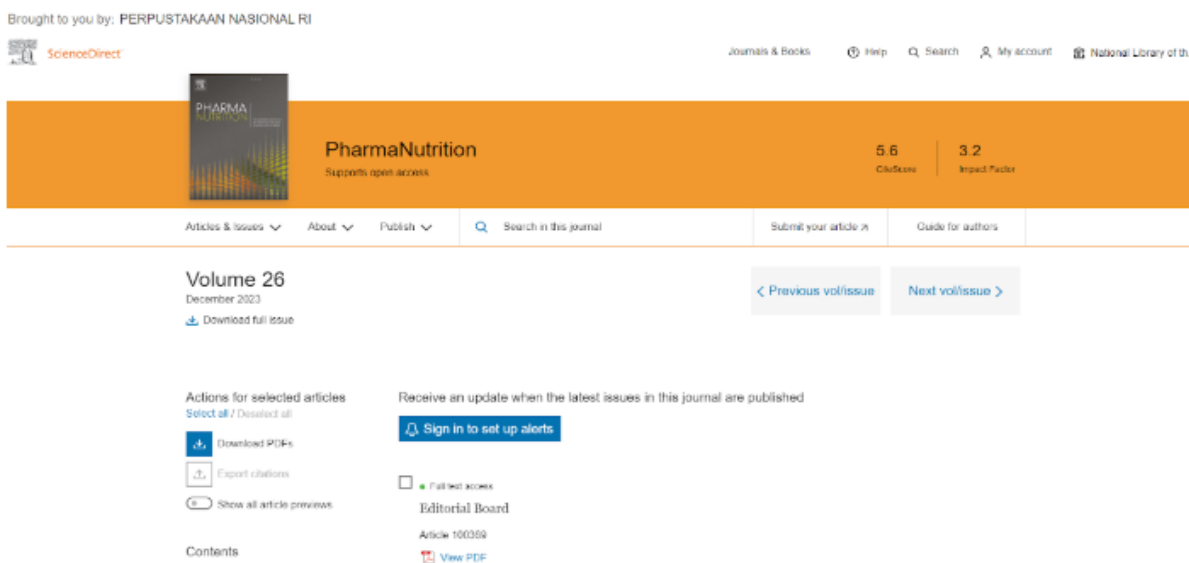 Brought to you by: PERPUSTAKAAN NASIONAL RI
ScienceDirect
Journals & Books
Help
Search
My account
National Library of th
PHARMA
NUTRITION
PharmaNutrition
Supports open access
5.6
CiteScore
3.2
Impact Factor
Articles & Issues
About
Publish
Search in this journal
Submit your article
Guide for authors
Volume 26
December 2023
Download full issue
Previous vol/issue
Next vol/issue
Actions for selected articles
Select all / Deselect all
Download PDFs
Export citations
Show all article previews
Contents
Receive an update when the latest issues in this journal are published
Sign in to set up alerts
Full text access
Editorial Board
Article 100369
View PDF